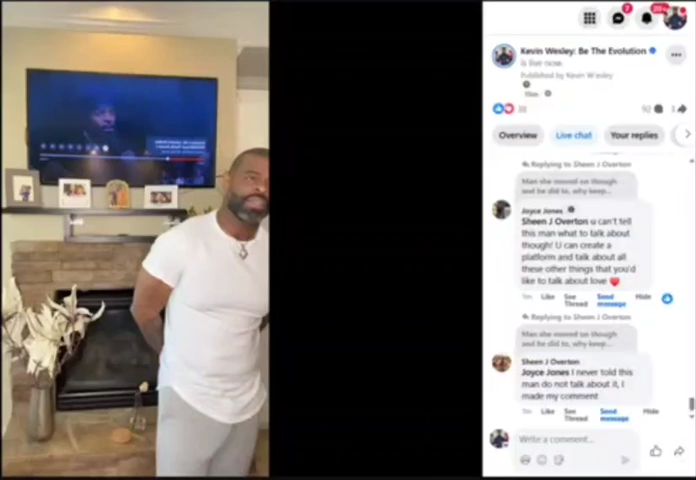 7
20+
Kevin Wesley: Be The Evolution
is live now.
Published by Kevin Wesley
92
Overview
Live chat
Your replies
Replying to Sheen J Overton
Man she moved on though
and he did to, why keep...
Joyce Jones
Sheen J Overton u can't tell
this man what to talk about
though! U can create a
platform and talk about all
these other things that you'd
like to talk about love
Like
See
Thread
Send
message
Hide
Replying to Sheen J Overton
Man she moved on though
and he did to, why keep...
Sheen J Overton
Joyce Jones I never told this
man do not talk about it, I
made my comment
Like
See
Thread
Send
message
Hide
Write a comment...